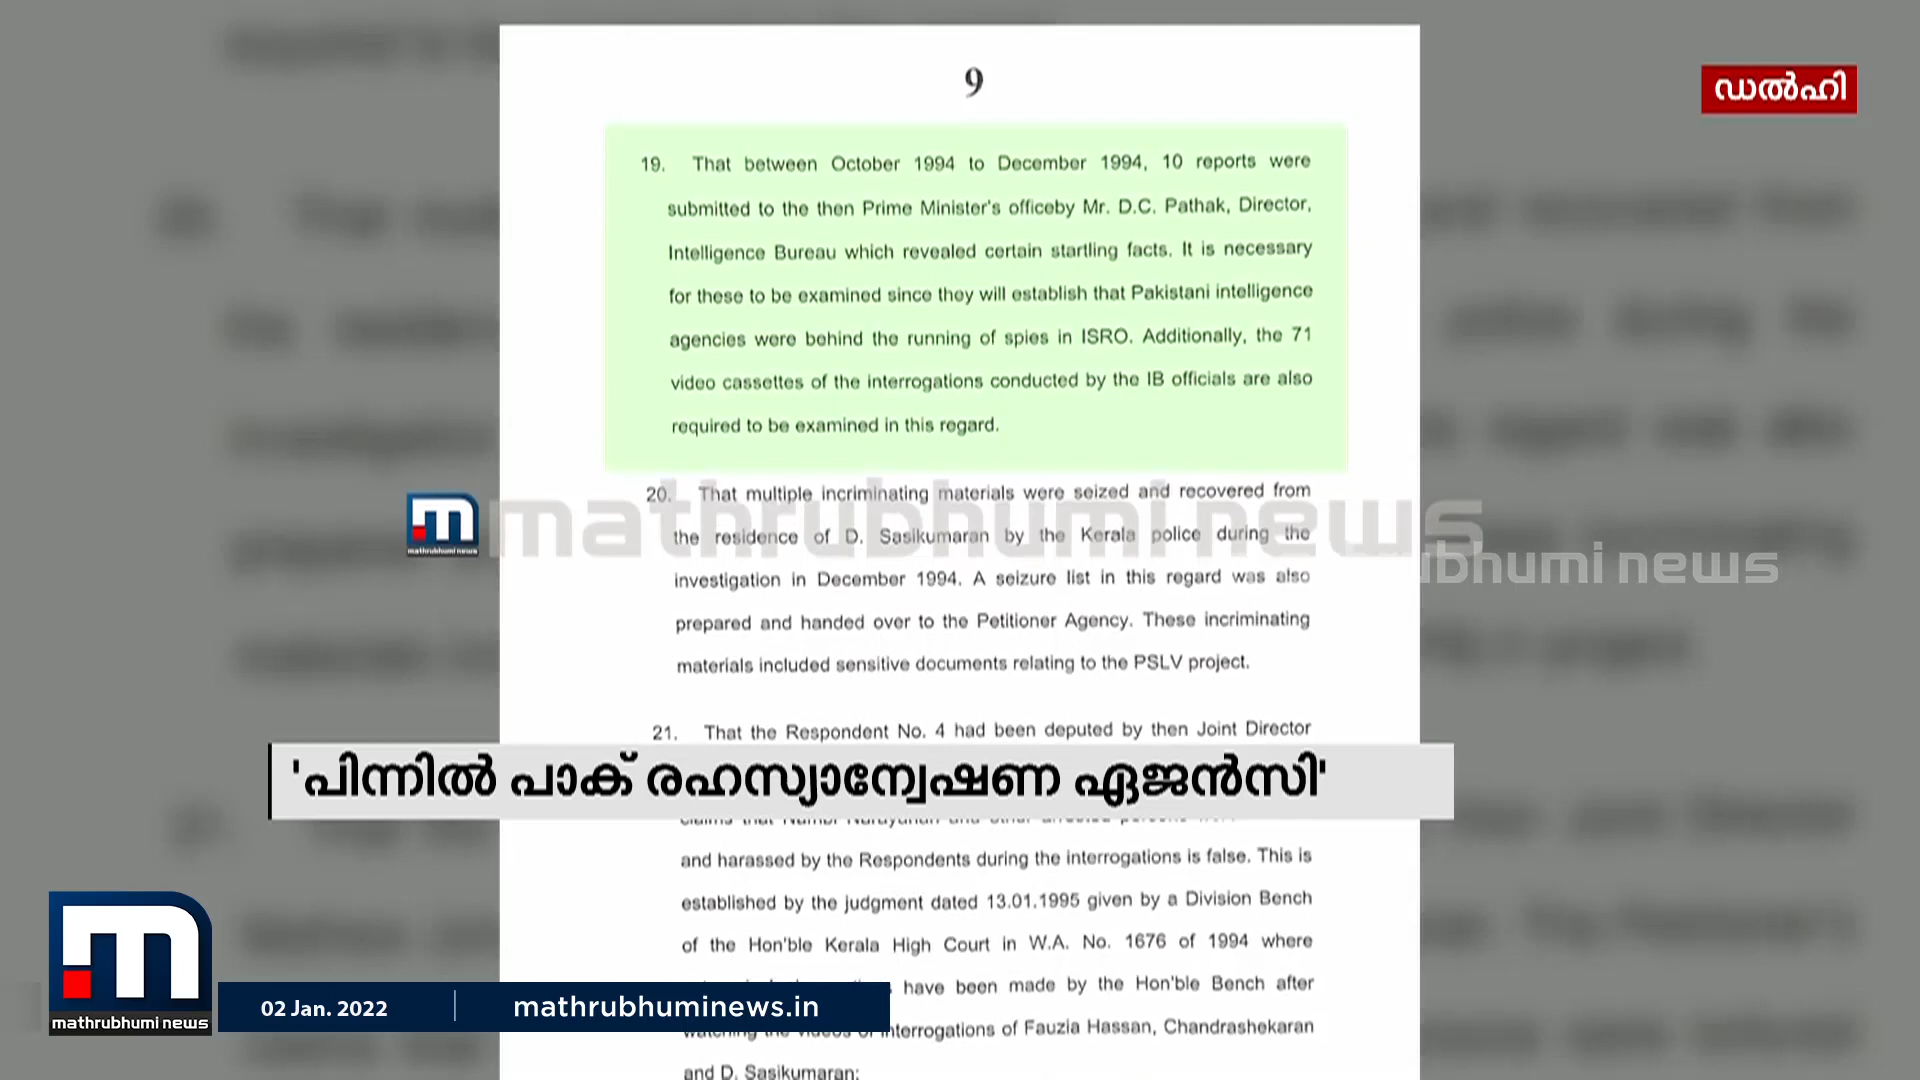 9
ഡൽഹി
19. That between October 1994 to December 1994, 10 reports were
submitted to the then Prime Minister's officeby Mr. D.C. Pathak, Director,
Intelligence Bureau which revealed certain startling facts. It is necessary
for these to be examined since they will establish that Pakistani intelligence
agencies were behind the running of spies in ISRO. Additionally, the 71
video cassettes of the interrogations conducted by the IB officials are also
required to be examined in this regard.
20. That multiple incriminating materials were seized and recovered from
the residence of D. Sasikumaran by the Kerala police during the
investigation in December 1994. A seizure list in this regard was also
prepared and handed over to the Petitioner Agency. These incriminating
materials included sensitive documents relating to the PSLV project.
mathrubhumi news
mathrubhumi news
bhumi news
21. That the Respondent No. 4 had been deputed by then Joint Director
'പിന്നിൽ പാക് രഹസ്യാന്വേഷണ ഏജൻസി'
claims that Nambi Narayanan and other
and harassed by the Respondents during the interrogations is false. This is
established by the judgment dated 13.01.1995 given by a Division Bench
of the Hon'ble Kerala High Court in W.A. No. 1676 of 1994 where
have been made by the Hon'ble Bench after
watching the videos of interrogations of Fauzia Hassan, Chandrashekaran
and D. Sasikumaran:
mathrubhumi news
02 Jan. 2022
mathrubhuminews.in